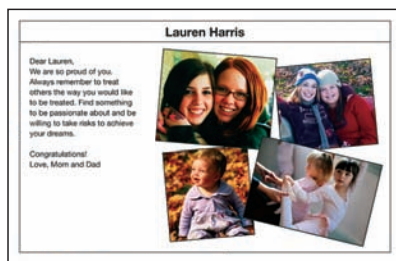 Lauren Harris
Dear Lauren,
We are so proud of you.
Always remember to treat
others the way you would like
to be treated. Find something
to be passionate about and be
willing to take risks to achieve
your dreams.
Congratulations!
Love, Mom and Dad